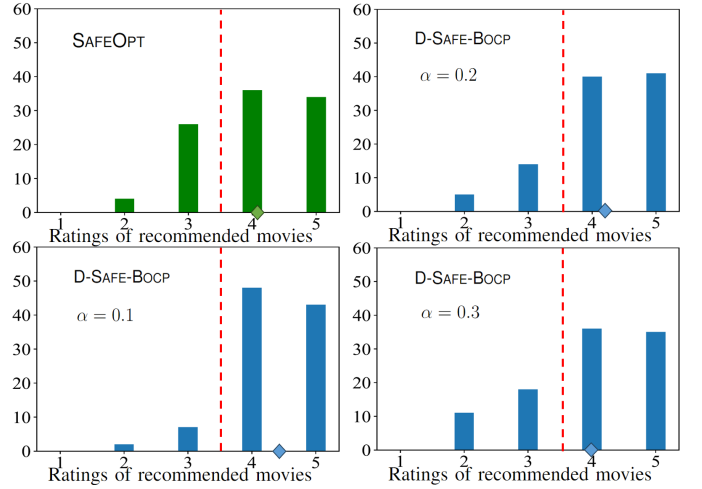 60
50
40
30
20
10
0
SAFEOPT
1 2 3 4 5
Ratings of recommended movies
60
50
40
30
20
10
0
D-SAFE-BOCP
α = 0.2
1 2 3 4 5
Ratings of recommended movies
60
50
40
30
20
10
0
D-SAFE-BOCP
α = 0.1
1 2 3 4 5
Ratings of recommended movies
60
50
40
30
20
10
0
D-SAFE-BOCP
α = 0.3
1 2 3 4 5
Ratings of recommended movies